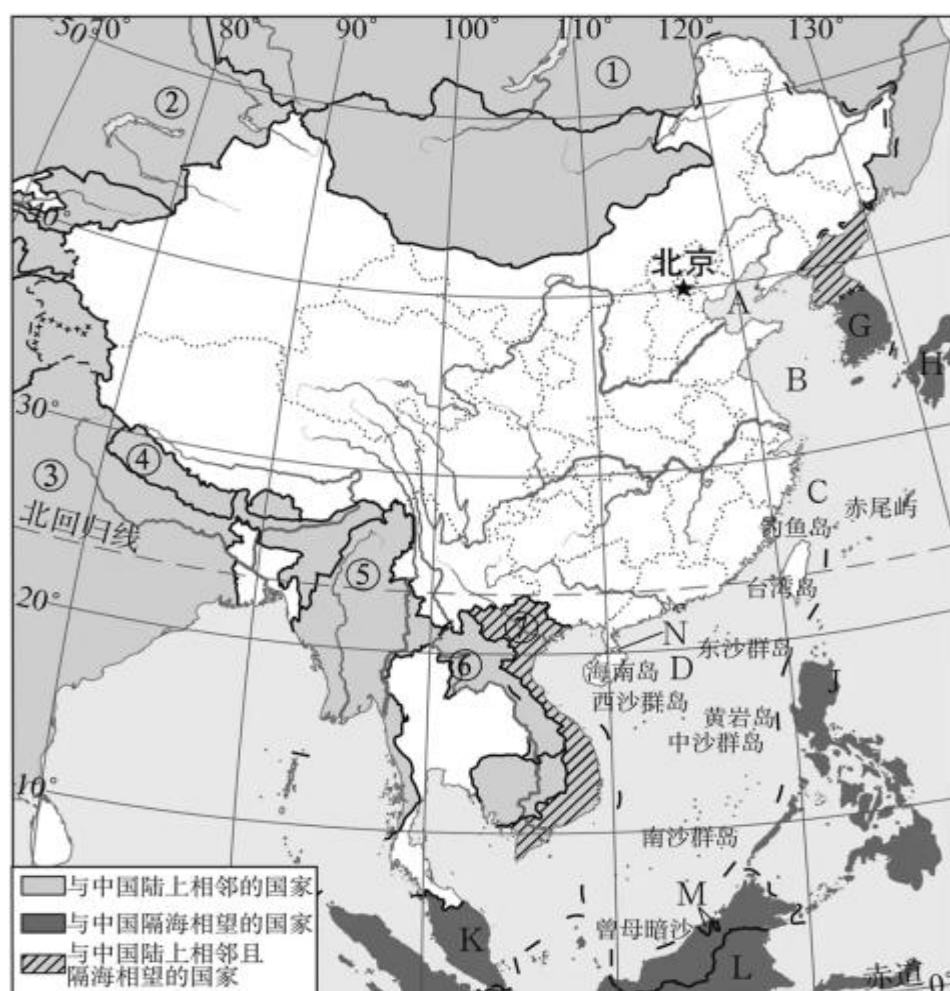 50° 70° 80° 90° 100° 110° 120° 130°
①
②
40°
北京
A
G
H
B
30°
④
③
C
赤尾屿
钓鱼岛
北回归线
⑤
台湾岛
20°
⑦
N
东沙群岛
⑥
海南岛
D
西沙群岛
J
黄岩岛
中沙群岛
10°
南沙群岛
M
曾母暗沙
K
L
赤道
0°
与中国陆上相邻的国家
与中国隔海相望的国家
与中国陆上相邻且
隔海相望的国家